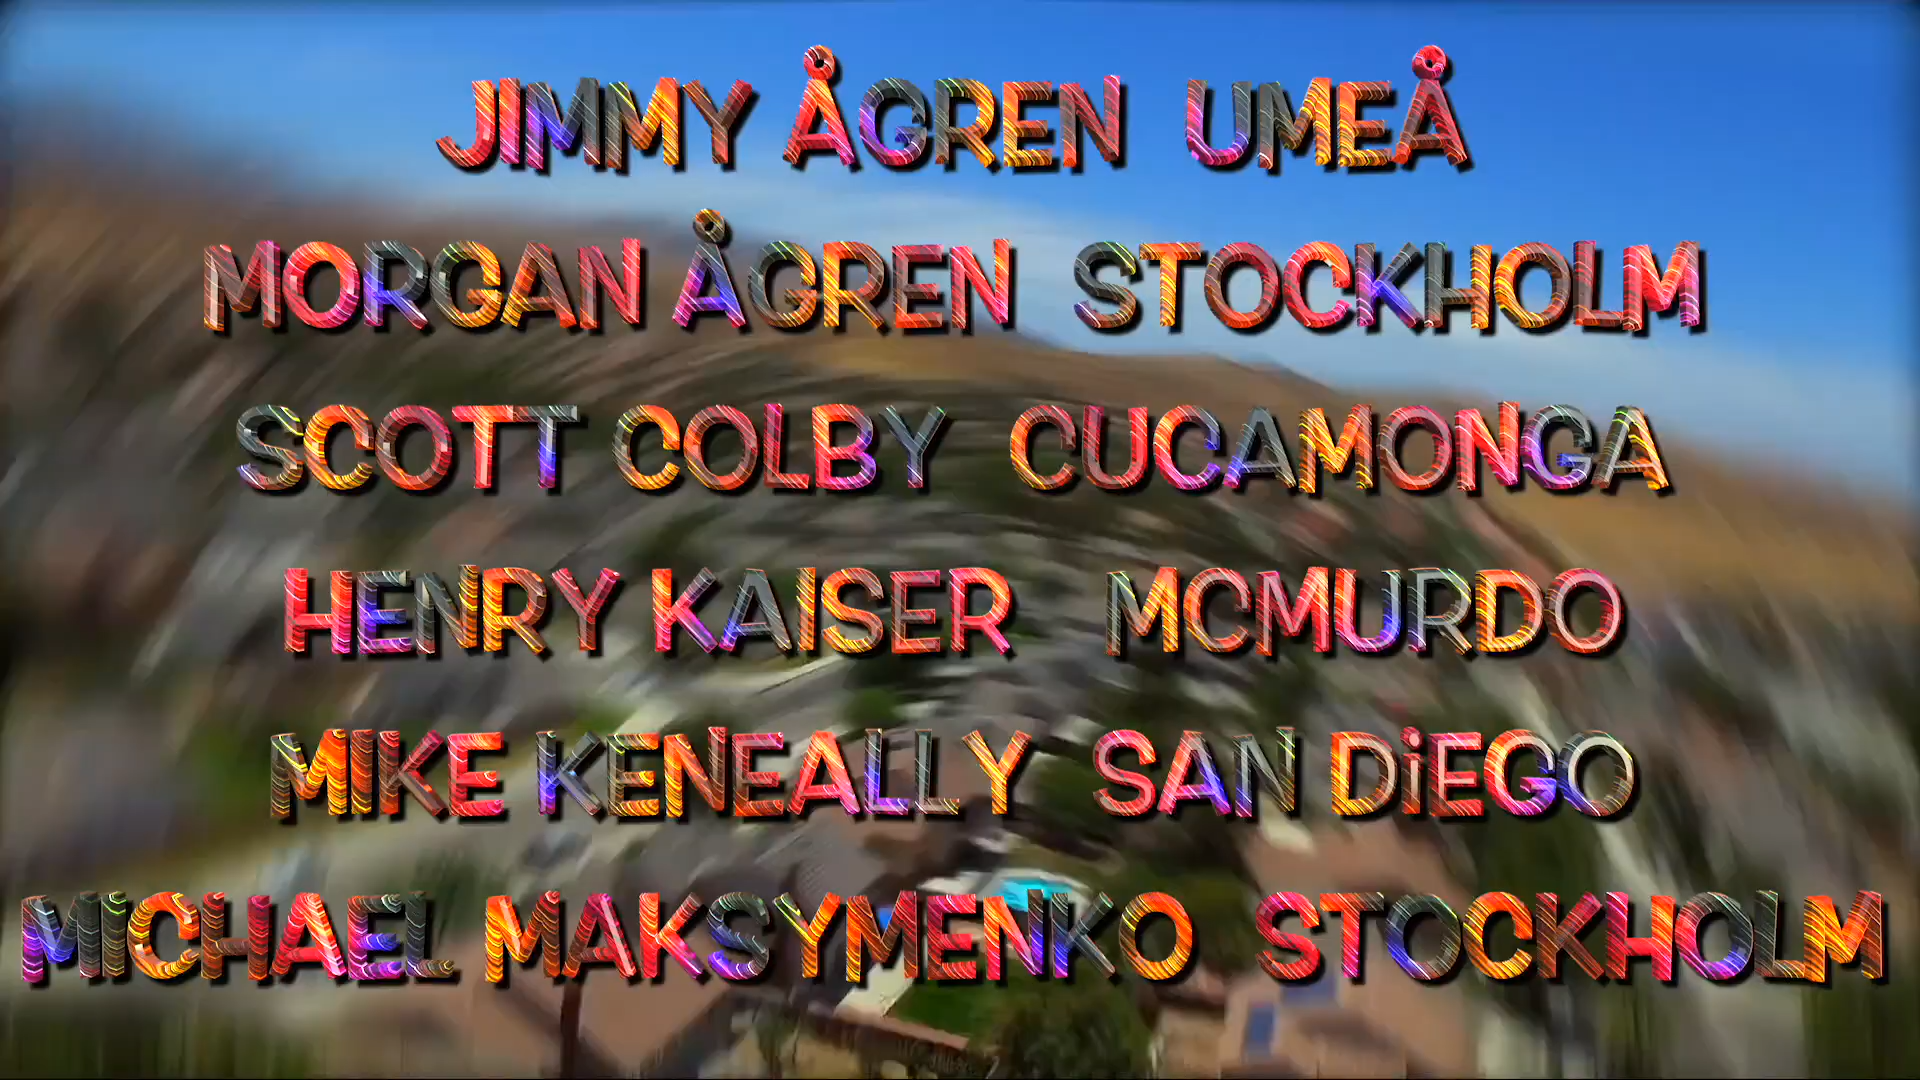 JIMMY ÅGREN UMEÅ
MORGAN ÅGREN STOCKHOLM
SCOTT COLBY CUCAMONGA
HENRY KAISER MCMURDO
MIKE KENEALLY SAN DiEGO
MICHAEL MAKSYMENKO STOCKHOLM